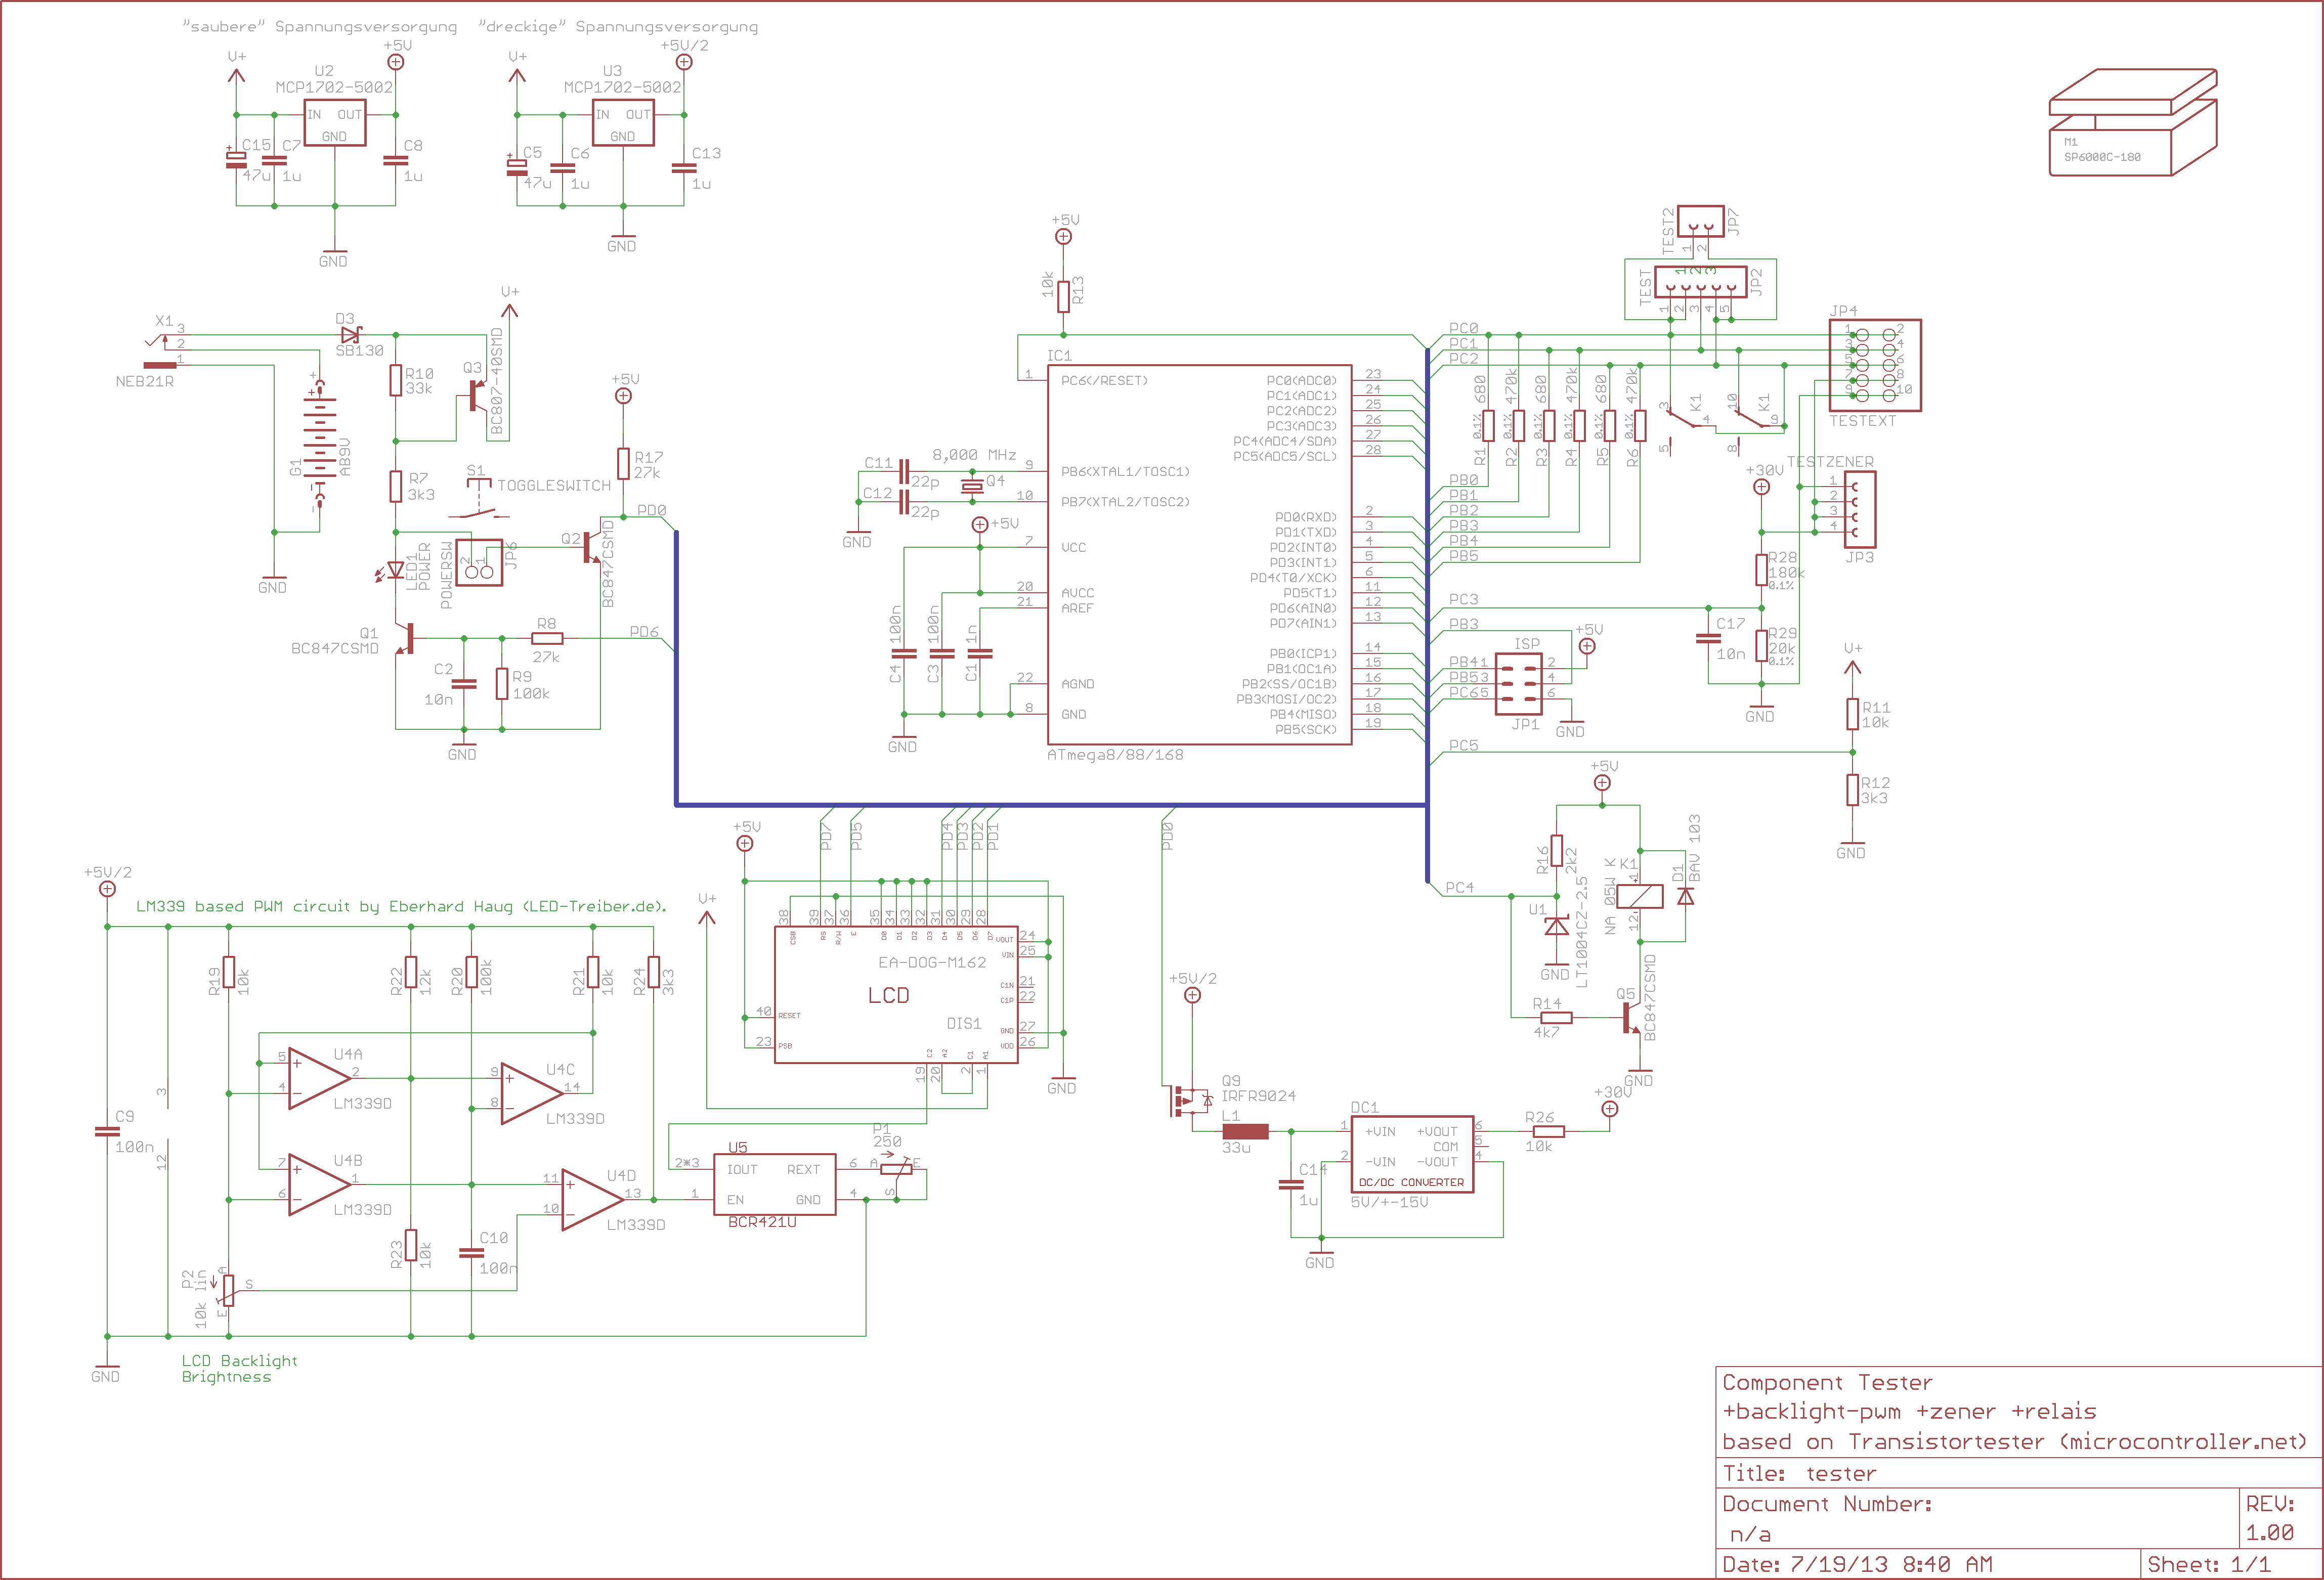 "saubere" Spannungsversorgung
"dreckige" Spannungsversorgung
V+
+5V
U2
MCP1702-5002
IN OUT
GND
C15
47u
C7
1u
C8
1u
GND
V+
+5V/2
U3
MCP1702-5002
IN OUT
GND
C5
47u
C6
1u
C13
1u
GND
M1
SP6000C-180
X1
3
2
1
NEB21R
D3
SB130
V+
Q3
BC807-40SMD
R10
33k
G1
AB9V
R7
3k3
S1
TOGGLESWITCH
+5V
R17
27k
PD0
Q2
BC847CSMD
LED1
POWER
POWERSW
2
1
JP6
GND
Q1
BC847CSMD
R8
27k
PD6
C2
10n
R9
100k
GND
+5V
10k
R13
IC1
1 PC6(/RESET)
9 PB6(XTAL1/TOSC1)
10 PB7(XTAL2/TOSC2)
7 VCC
20 AVCC
21 AREF
22 AGND
8 GND
PC0(ADC0) 23
PC1(ADC1) 24
PC2(ADC2) 25
PC3(ADC3) 26
PC4(ADC4/SDA) 27
PC5(ADC5/SCL) 28
PD0(RXD) 2
PD1(TXD) 3
PD2(INT0) 4
PD3(INT1) 5
PD4(T0/XCK) 6
PD5(T1) 11
PD6(AIN0) 12
PD7(AIN1) 13
PB0(ICP1) 14
PB1(OC1A) 15
PB2(SS/OC1B) 16
PB3(MOSI/OC2) 17
PB4(MISO) 18
PB5(SCK) 19
ATmega8/88/168
C11
22p
C12
22p
8,000 MHz
Q4
GND
+5V
C4 100n
C3 100n
C1 1n
GND
TEST2
1
2
JP7
TEST
1
2
3
1
2
3
4
5
JP2
PC0
PC1
PC2
R1 0.1% 680
R2 0.1% 470k
R3 0.1% 680
R4 0.1% 470k
R5 0.1% 680
R6 0.1% 470k
3
K1
4
5
10
K1
9
8
JP4
1 2
3 4
5 6
7 8
9 10
TESTEXT
PB0
PB1
PB2
PB3
PB4
PB5
TESTZENER
+30V
1
2
3
4
JP3
R28
180k
0.1%
PC3
C17
10n
R29
20k
0.1%
GND
PB3
ISP
+5V
PB4 1 2
PB5 3 4
PC6 5 6
JP1
GND
V+
R11
10k
PC5
R12
3k3
GND
+5V
R16
2k2
PC4
U1
LT1004CZ-2.5
GND
K1
1
NA 05W K
12
D1
BAV 103
R14
4k7
Q5
BC847CSMD
GND
PD7
PD5
PD4
PD3
PD2
PD1
PD0
+5V
V+
38 39 37 36 35 34 33 32 31 30 29 28
CSB RS R/W E D0 D1 D2 D3 D4 D5 D6 D7
VOUT 24
VIN 25
EA-DOG-M162
LCD
C1N 21
C1P 22
DIS1
40 RESET
GND 27
23 PSB
VDD 26
C2 A2 C1 A1
19 20 2 1
GND
+5V/2
LM339 based PWM circuit by Eberhard Haug (LED-Treiber.de).
R19
10k
R22
12k
R20
100k
R21
10k
R24
3k3
U4A
5
4
2
LM339D
U4C
9
8
14
LM339D
C9
100n
3
12
U4B
7
6
1
LM339D
U4D
11
10
13
LM339D
R23
10k
C10
100n
P2
10k lin
A
S
E
GND
LCD Backlight
Brightness
U5
2*3 IOUT REXT 6
1 EN GND 4
BCR421U
P1
250
A E
S
+5V/2
Q9
IRFR9024
L1
33u
C14
1u
DC1
1 +VIN +VOUT 6
COM 5
2 -VIN -VOUT 4
DC/DC CONVERTER
5V/+-15V
R26
10k
+30V
GND
Component Tester
+backlight-pwm +zener +relais
based on Transistortester (microcontroller.net)
Title: tester
Document Number:
n/a
REV:
1.00
Date: 7/19/13 8:40 AM
Sheet: 1/1